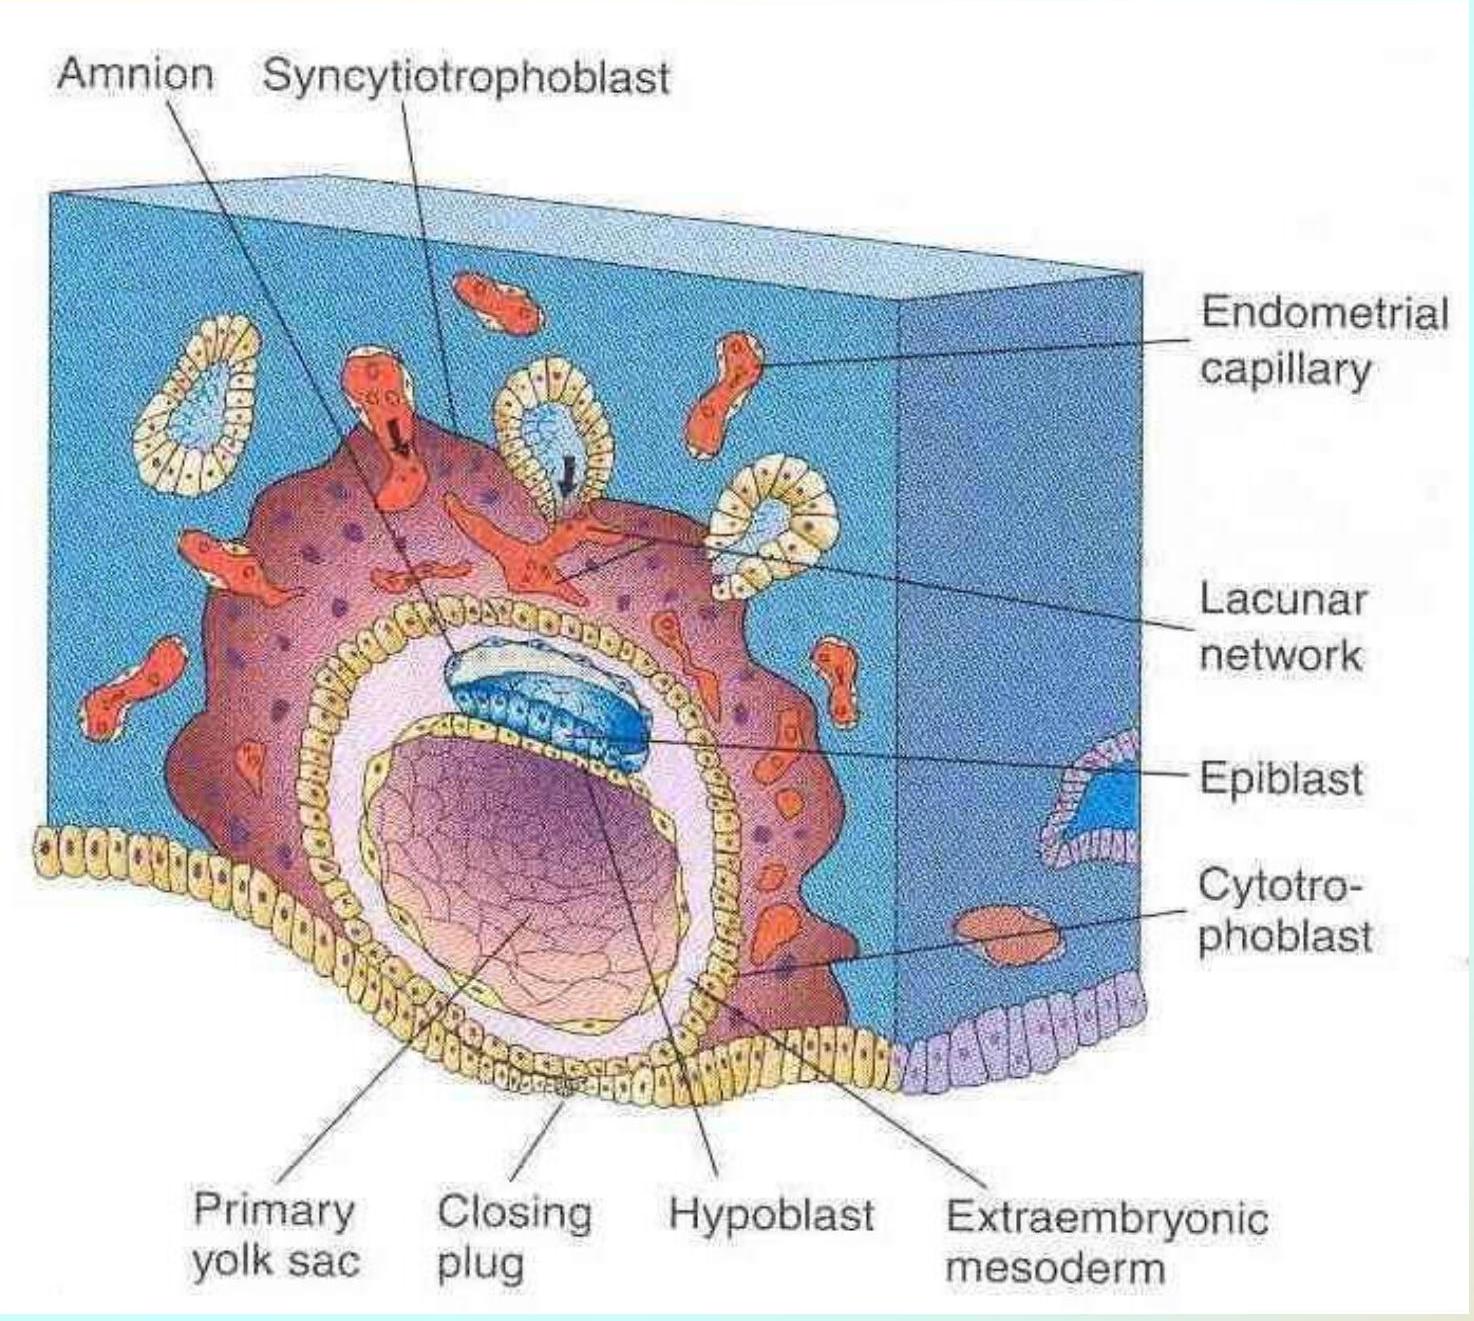 Amnion Syncytiotrophoblast
Endometrial
capillary
Lacunar
network
Epiblast
Cytotro-
phoblast
Primary
yolk sac
Closing
plug
Hypoblast
Extraembryonic
mesoderm